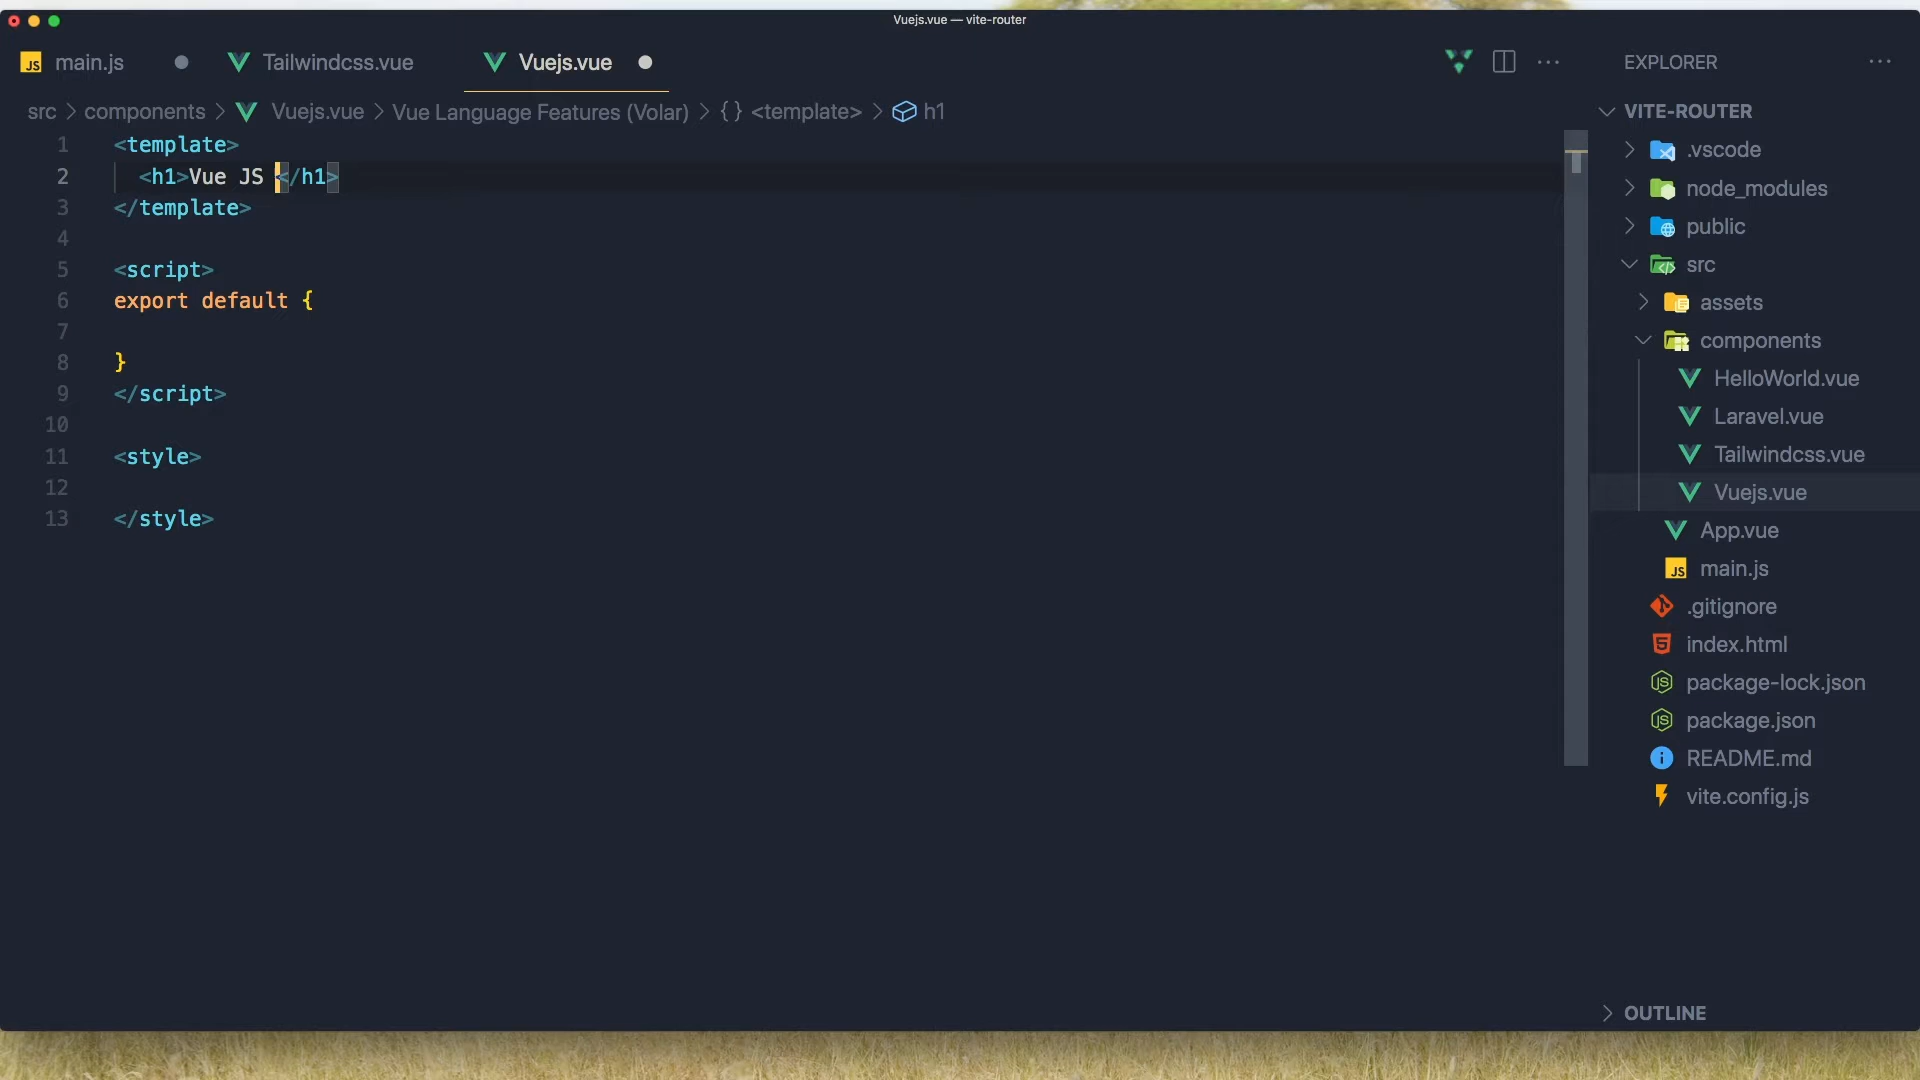 Vuejs.vue — vite-router
JS main.js
Tailwindcss.vue
Vuejs.vue
EXPLORER
src > components > Vuejs.vue > Vue Language Features (Volar) > {} <template> > h1
1 <template>
2 <h1>Vue JS </h1>
3 </template>
4
5 <script>
6 export default {
7
8 }
9 </script>
10
11 <style>
12
13 </style>
VITE-ROUTER
.vscode
node_modules
public
src
assets
components
HelloWorld.vue
Laravel.vue
Tailwindcss.vue
Vuejs.vue
App.vue
JS main.js
.gitignore
index.html
JS package-lock.json
JS package.json
README.md
vite.config.js
OUTLINE